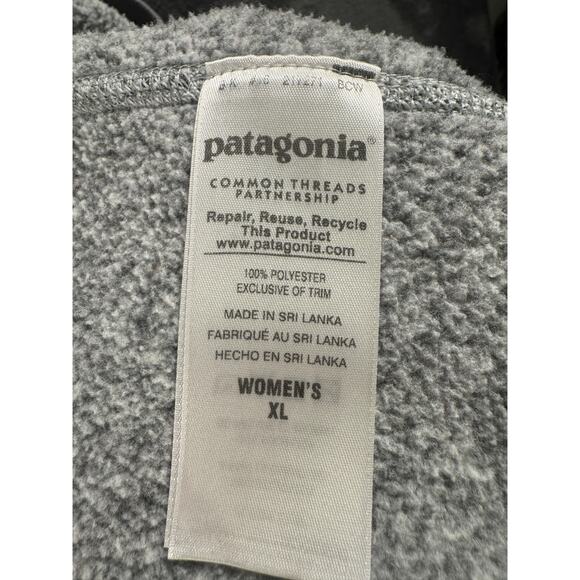 BCW
patagonia®
COMMON THREADS
PARTNERSHIP
Repair, Reuse, Recycle
This Product
www.patagonia.com
100% POLYESTER
EXCLUSIVE OF TRIM
MADE IN SRI LANKA
FABRIQUÉ AU SRI LANKA
HECHO EN SRI LANKA
WOMEN'S
XL